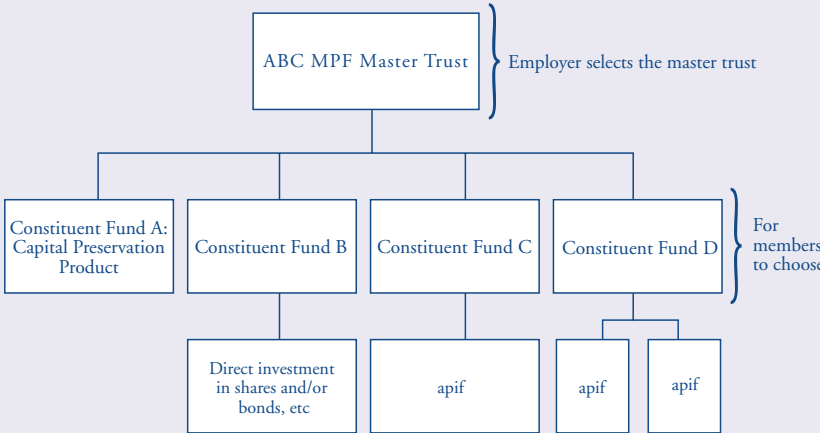 ABC MPF Master Trust
Employer selects the master trust
Constituent Fund A:
Capital Preservation
Product
Constituent Fund B
Constituent Fund C
Constituent Fund D
For
members
to choose
Direct investment
in shares and/or
bonds, etc
apif
apif
apif